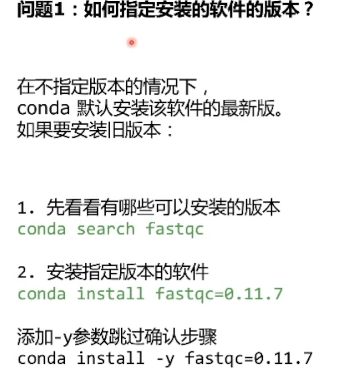 问题1：如何指定安装的软件的版本？
在不指定版本的情况下，
conda 默认安装该软件的最新版。
如果要安装旧版本：
1. 先看看有哪些可以安装的版本
conda search fastqc
2. 安装指定版本的软件
conda install fastqc=0.11.7
添加-y参数跳过确认步骤
conda install -y fastqc=0.11.7